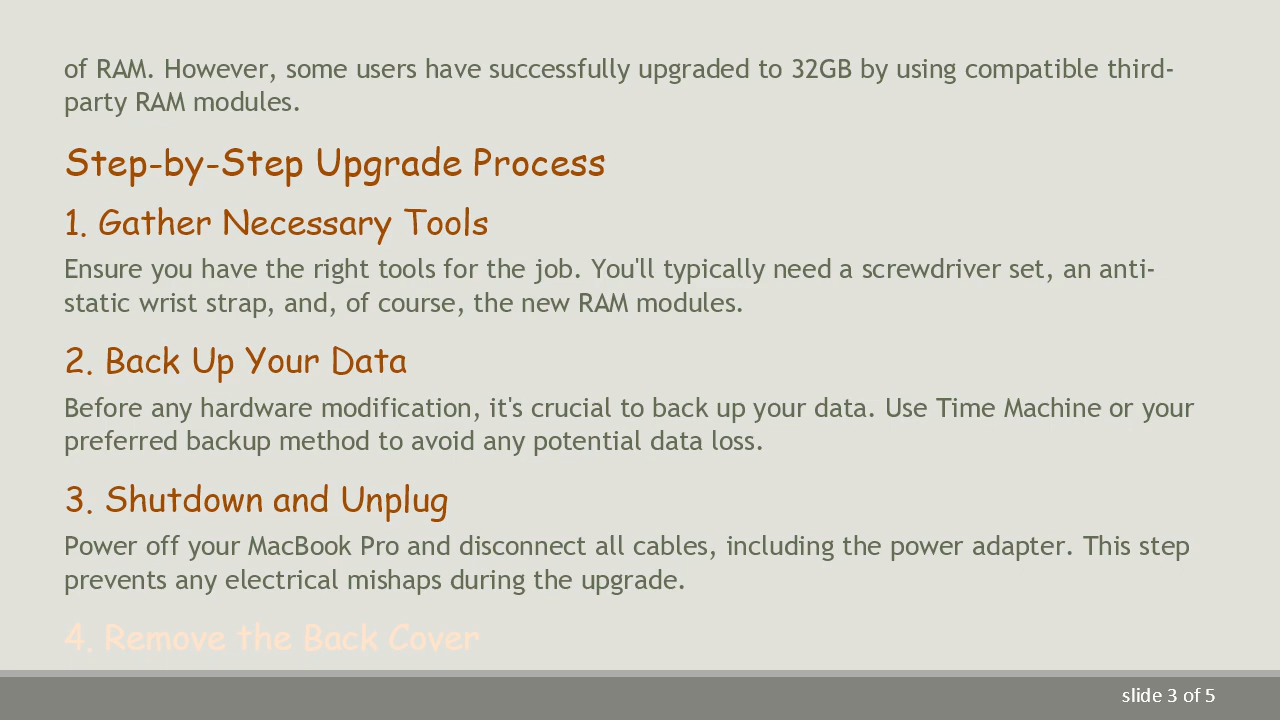 of RAM. However, some users have successfully upgraded to 32GB by using compatible third-
party RAM modules.
Step-by-Step Upgrade Process
1. Gather Necessary Tools
Ensure you have the right tools for the job. You'll typically need a screwdriver set, an anti-
static wrist strap, and, of course, the new RAM modules.
2. Back Up Your Data
Before any hardware modification, it's crucial to back up your data. Use Time Machine or your
preferred backup method to avoid any potential data loss.
3. Shutdown and Unplug
Power off your MacBook Pro and disconnect all cables, including the power adapter. This step
prevents any electrical mishaps during the upgrade.
4. Remove the Back Cover
slide 3 of 5